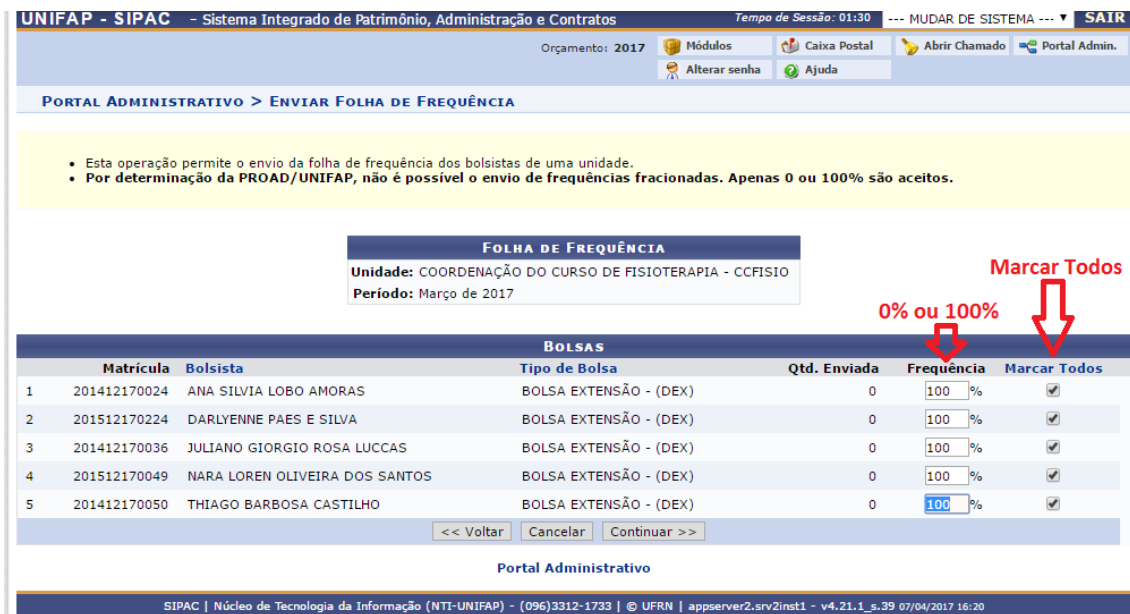 UNIFAP - SIPAC - Sistema Integrado de Patrimônio, Administração e Contratos Tempo de Sessão: 01:30 --- MUDAR DE SISTEMA --- ▼ SAIR
Orçamento: 2017 Módulos Caixa Postal Abrir Chamado Portal Admin.
Alterar senha Ajuda
PORTAL ADMINISTRATIVO > ENVIAR FOLHA DE FREQUÊNCIA
• Esta operação permite o envio da folha de frequência dos bolsistas de uma unidade.
• Por determinação da PROAD/UNIFAP, não é possível o envio de frequências fracionadas. Apenas 0 ou 100% são aceitos.
FOLHA DE FREQUÊNCIA
Unidade: COORDENAÇÃO DO CURSO DE FISIOTERAPIA - CCFISIO
Período: Março de 2017
Marcar Todos
0% ou 100%
BOLSAS
Matrícula Bolsista Tipo de Bolsa Qtd. Enviada Frequência Marcar Todos
1 201412170024 ANA SILVIA LOBO AMORAS BOLSA EXTENSÃO - (DEX) 0 100 %
2 201512170224 DARLYENNE PAES E SILVA BOLSA EXTENSÃO - (DEX) 0 100 %
3 201412170036 JULIANO GIORGIO ROSA LUCCAS BOLSA EXTENSÃO - (DEX) 0 100 %
4 201512170049 NARA LOREN OLIVEIRA DOS SANTOS BOLSA EXTENSÃO - (DEX) 0 100 %
5 201412170050 THIAGO BARBOSA CASTILHO BOLSA EXTENSÃO - (DEX) 0 100 %
<< Voltar Cancelar Continuar >>
Portal Administrativo
SIPAC | Núcleo de Tecnologia da Informação (NTI-UNIFAP) - (096)3312-1733 | © UFRN | appserver2.srv2inst1 - v4.21.1_s.39 07/04/2017 16:20